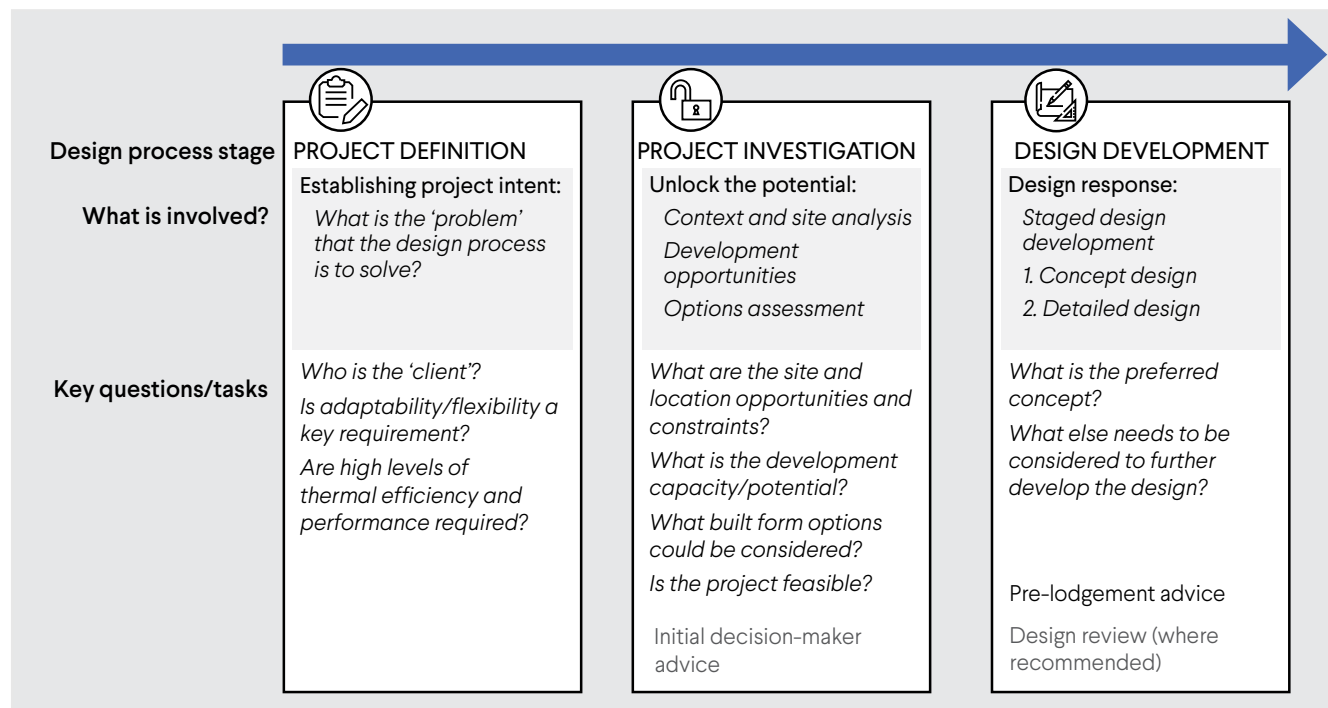 Design process stage
What is involved?
Key questions/tasks
PROJECT DEFINITION
Establishing project intent:
What is the ‘problem’
that the design process
is to solve?
Who is the ‘client’?
Is adaptability/flexibility a
key requirement?
Are high levels of
thermal efficiency and
performance required?
PROJECT INVESTIGATION
Unlock the potential:
Context and site analysis
Development
opportunities
Options assessment
What are the site and
location opportunities and
constraints?
What is the development
capacity/potential?
What built form options
could be considered?
Is the project feasible?
Initial decision-maker
advice
DESIGN DEVELOPMENT
Design response:
Staged design
development
1. Concept design
2. Detailed design
What is the preferred
concept?
What else needs to be
considered to further
develop the design?
Pre-lodgement advice
Design review (where
recommended)